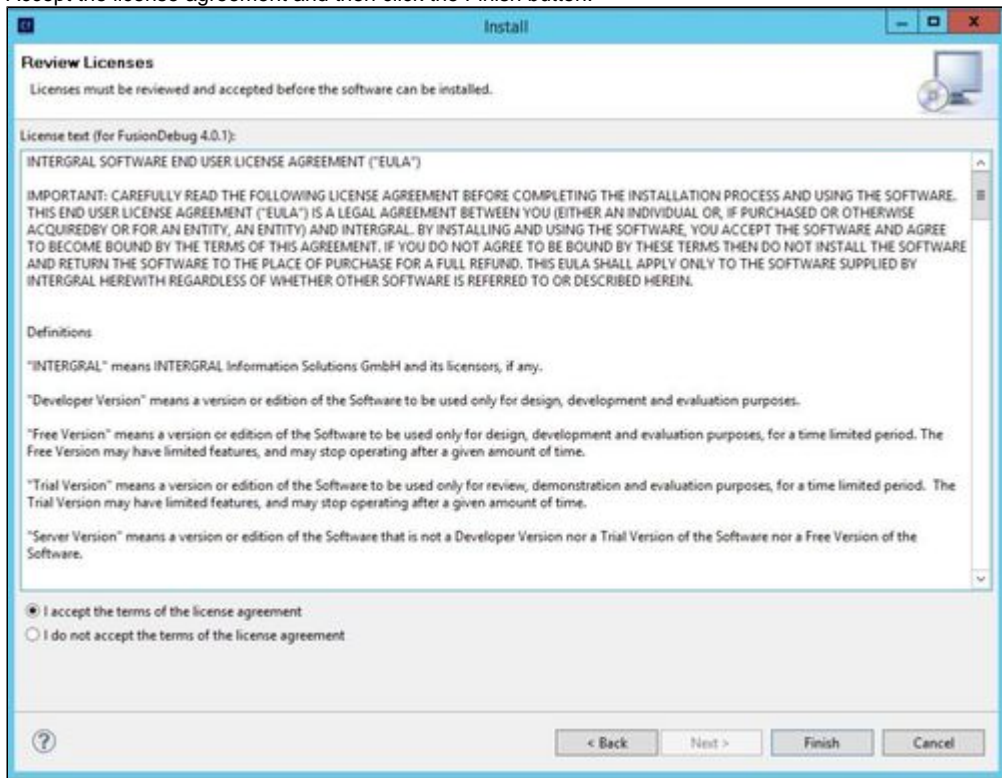 Accept the license agreement and then click the Finish button.
Install
Review Licenses
Licenses must be reviewed and accepted before the software can be installed.
License text (for FusionDebug 4.0.1):
INTERGRAL SOFTWARE END USER LICENSE AGREEMENT ("EULA")
IMPORTANT: CAREFULLY READ THE FOLLOWING LICENSE AGREEMENT BEFORE COMPLETING THE INSTALLATION PROCESS AND USING THE SOFTWARE.
THIS END USER LICENSE AGREEMENT ("EULA") IS A LEGAL AGREEMENT BETWEEN YOU (EITHER AN INDIVIDUAL OR, IF PURCHASED OR OTHERWISE
ACQUIREDBY OR FOR AN ENTITY, AN ENTITY) AND INTERGRAL. BY INSTALLING AND USING THE SOFTWARE, YOU ACCEPT THE SOFTWARE AND AGREE
TO BECOME BOUND BY THE TERMS OF THIS AGREEMENT. IF YOU DO NOT AGREE TO BE BOUND BY THESE TERMS THEN DO NOT INSTALL THE SOFTWARE
AND RETURN THE SOFTWARE TO THE PLACE OF PURCHASE FOR A FULL REFUND. THIS EULA SHALL APPLY ONLY TO THE SOFTWARE SUPPLIED BY
INTERGRAL HEREWITH REGARDLESS OF WHETHER OTHER SOFTWARE IS REFERRED TO OR DESCRIBED HEREIN.
Definitions
"INTERGRAL" means INTERGRAL Information Solutions GmbH and its licensors, if any.
"Developer Version" means a version or edition of the Software to be used only for design, development and evaluation purposes.
"Free Version" means a version or edition of the Software to be used only for design, development and evaluation purposes, for a time limited period. The
Free Version may have limited features, and may stop operating after a given amount of time.
"Trial Version" means a version or edition of the Software to be used only for review, demonstration and evaluation purposes, for a time limited period. The
Trial Version may have limited features, and may stop operating after a given amount of time.
"Server Version" means a version or edition of the Software that is not a Developer Version nor a Trial Version of the Software nor a Free Version of the
Software.
I accept the terms of the license agreement
I do not accept the terms of the license agreement
< Back Next > Finish Cancel